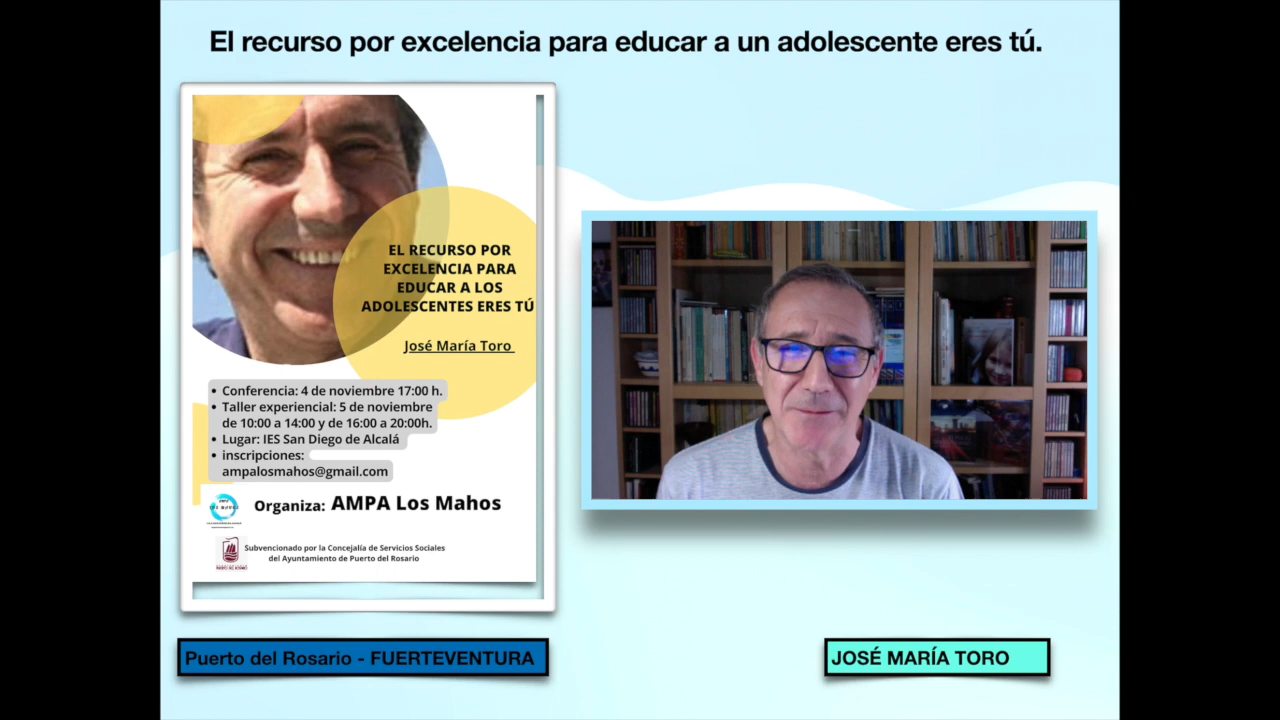 El recurso por excelencia para educar a un adolescente eres tú.
EL RECURSO POR
EXCELENCIA PARA
EDUCAR A LOS
ADOLESCENTES ERES TÚ
José María Toro
• Conferencia: 4 de noviembre 17:00 h.
• Taller experiencial: 5 de noviembre
de 10:00 a 14:00 y de 16:00 a 20:00h.
• Lugar: IES San Diego de Alcalá
• inscripciones:
ampalosmahos@gmail.com
Organiza: AMPA Los Mahos
Subvencionado por la Concejalía de Servicios Sociales
del Ayuntamiento de Puerto del Rosario
Puerto del Rosario - FUERTEVENTURA
JOSÉ MARÍA TORO